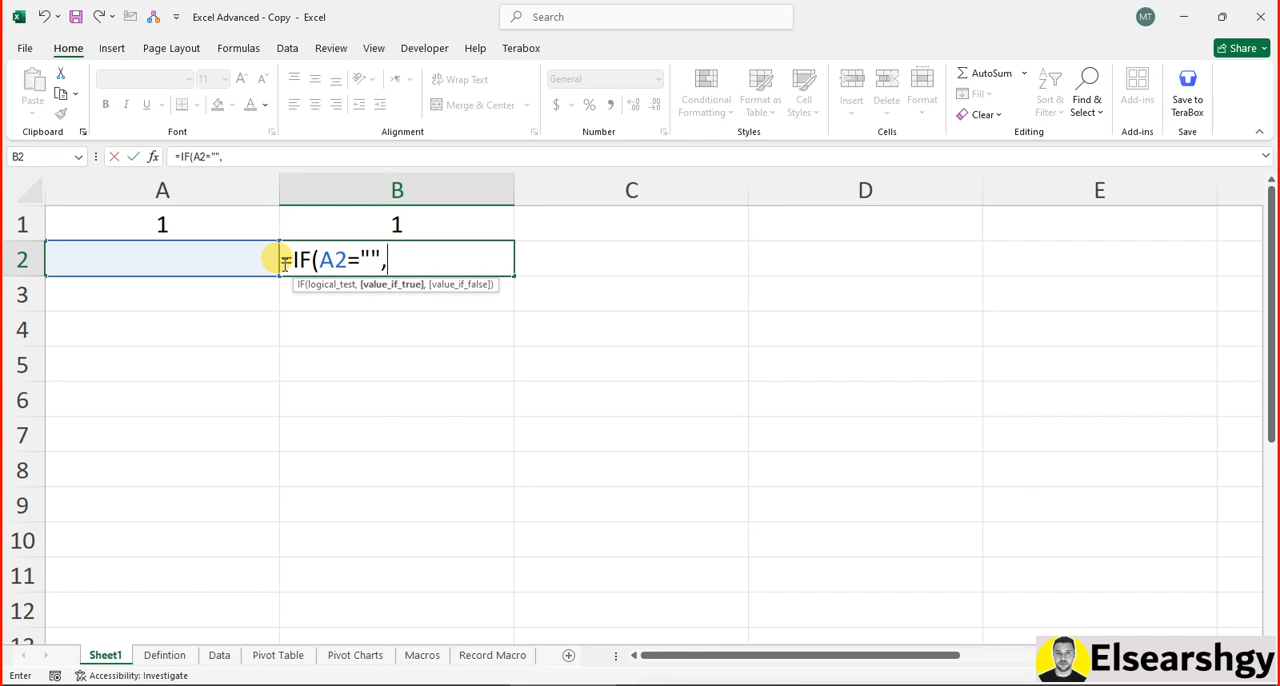 Excel Advanced - Copy - Excel
Search
MT
File Home Insert Page Layout Formulas Data Review View Developer Help Terabox
Share
Paste
Clipboard
11
B I U
Font
Wrap Text
Merge & Center
Alignment
General
$ % ,
Number
Conditional Formatting
Format as Table
Cell Styles
Styles
Insert
Delete
Format
Cells
AutoSum
Fill
Clear
Sort & Filter
Find & Select
Editing
Add-ins
Add-ins
Save to TeraBox
Save
B2
fx
=IF(A2="",
A B C D E
1 1 1
2 =IF(A2="",
IF(logical_test, [value_if_true], [value_if_false])
3
4
5
6
7
8
9
10
11
12
13
Sheet1 Defintion Data Pivot Table Pivot Charts Macros Record Macro
Enter
Accessibility: Investigate
Elsearshgy